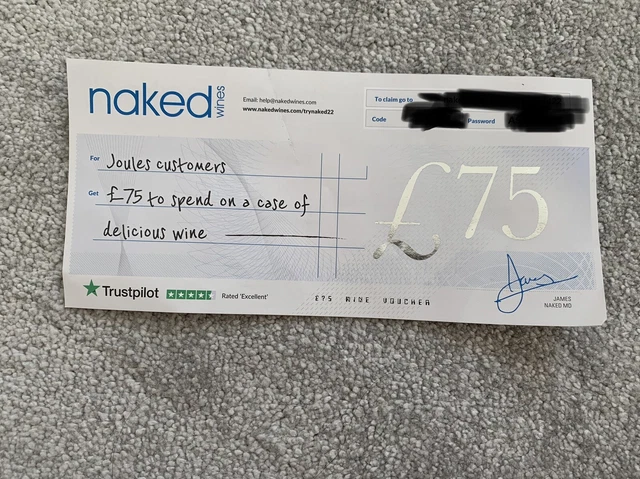 naked wines
Email: help@nakedwines.com
www.nakedwines.com/trynaked22
To claim go to
Code
Password
For Joules customers
Get £75 to spend on a case of
delicious wine
£75
Trustpilot
Rated 'Excellent'
£75 WINE VOUCHER
James
JAMES
NAKED MD